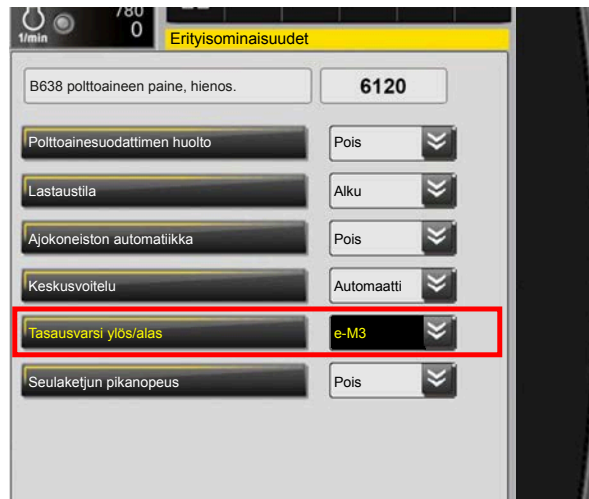 780
1/min 0
Erityisominaisuudet
B638 polttoaineen paine, hienos. 6120
Polttoainesuodattimen huolto Pois
Lastaustila Alku
Ajokoneiston automatiikka Pois
Keskusvoitelu Automaatti
Tasausvarsi ylös/alas e-M3
Seulaketjun pikanopeus Pois